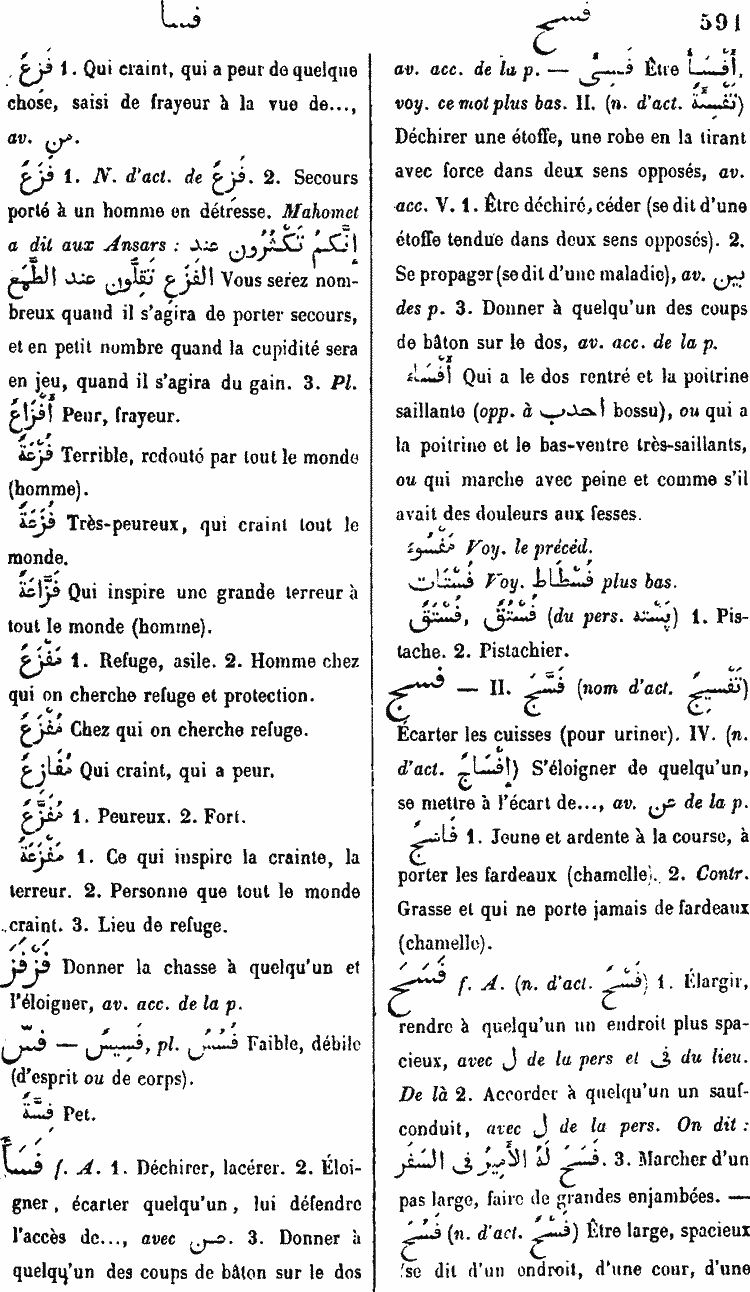 فسا
فسح
591
فَزِعٌ 1. Qui craint, qui a peur de quelque
chose, saisi de frayeur à la vue de...,
av. من.
فَزَعٌ 1. N. d'act. de فَزِعَ. 2. Secours
porté à un homme en détresse. Mahomet
a dit aux Ansars : إِنَّكُمْ تَكْثُرُون عند
الفَزَعِ تَقِلُّون عند الطَّمَعِ Vous serez nom-
breux quand il s'agira de porter secours,
et en petit nombre quand la cupidité sera
en jeu, quand il s'agira du gain. 3. Pl.
أَفْزَاعٌ Peur, frayeur.
فَزْعَةٌ Terrible, redouté par tout le monde
(homme).
فُزَعَةٌ Très-peureux, qui craint tout le
monde.
فَزَّاعَةٌ Qui inspire une grande terreur à
tout le monde (homme).
مَفْزَعٌ 1. Refuge, asile. 2. Homme chez
qui on cherche refuge et protection.
مُفْزَعٌ Chez qui on cherche refuge.
مُفَازِعٌ Qui craint, qui a peur.
مُفَزَّعٌ 1. Peureux. 2. Fort.
مَفْزَعَةٌ 1. Ce qui inspire la crainte, la
terreur. 2. Personne que tout le monde
craint. 3. Lieu de refuge.
فَزْفَزَ Donner la chasse à quelqu'un et
l'éloigner, av. acc. de la p.
فسّ — فَسِيسٌ, pl. فُسُسٌ Faible, débile
(d'esprit ou de corps).
فَسَّةٌ Pet.
فَسَأَ f. A. 1. Déchirer, lacérer. 2. Éloi-
gner, écarter quelqu'un, lui défendre
l'accès de..., avec من. 3. Donner à
quelqu'un des coups de bâton sur le dos
av. acc. de la p. — فَسِئَ Être أَفْسَأُ,
voy. ce mot plus bas. II. (n. d'act. تَفْسِئَةٌ)
Déchirer une étoffe, une robe en la tirant
avec force dans deux sens opposés, av.
acc. V. 1. Être déchiré, céder (se dit d'une
étoffe tendue dans deux sens opposés). 2.
Se propager (se dit d'une maladie), av. بين
des p. 3. Donner à quelqu'un des coups
de bâton sur le dos, av. acc. de la p.
أَفْسَاءُ Qui a le dos rentré et la poitrine
saillante (opp. à أحدب bossu), ou qui a
la poitrine et le bas-ventre très-saillants,
ou qui marche avec peine et comme s'il
avait des douleurs aux fesses.
مَفْسُوءٌ Voy. le précéd.
فُسْتَاتٌ Voy. فُسْطَاطٌ plus bas.
فُسْتُقٌ, فُسْتَقٌ (du pers. پسته) 1. Pis-
tache. 2. Pistachier.
فسج — II. فَسَّجَ (nom d'act. تَفْسِيجٌ)
Écarter les cuisses (pour uriner). IV. (n.
d'act. إِفْسَاجٌ) S'éloigner de quelqu'un,
se mettre à l'écart de..., av. عن de la p.
فَاسِجٌ 1. Jeune et ardente à la course, à
porter les fardeaux (chamelle). 2. Contr.
Grasse et qui ne porte jamais de fardeaux
(chamelle).
فَسَحَ f. A. (n. d'act. فَسْحٌ) 1. Élargir,
rendre à quelqu'un un endroit plus spa-
cieux, avec ل de la pers et في du lieu.
De là 2. Accorder à quelqu'un un sauf-
conduit, avec ل de la pers. On dit :
فَسَحَ لَهُ الأَمِيرُ فى السَّفَرِ. 3. Marcher d'un
pas large, faire de grandes enjambées. —
فَسُحَ (n. d'act. فُسْحٌ) Être large, spacieux
(se dit d'un endroit, d'une cour, d'une